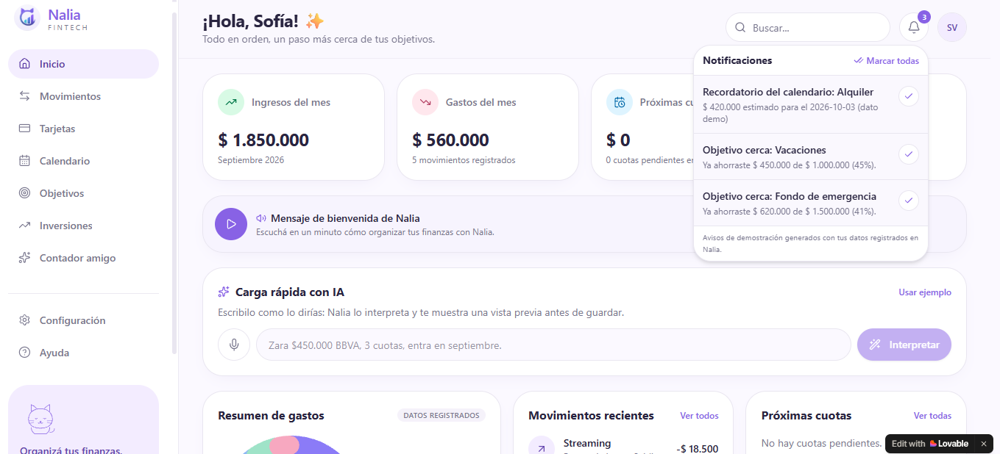 Nalia
FINTECH
Inicio
Movimientos
Tarjetas
Calendario
Objetivos
Inversiones
Contador amigo
Configuración
Ayuda
Organizá tus finanzas.
¡Hola, Sofía! ✨
Todo en orden, un paso más cerca de tus objetivos.
Buscar...
3
SV
Notificaciones
Marcar todas
Recordatorio del calendario: Alquiler
$ 420.000 estimado para el 2026-10-03 (dato
demo)
Objetivo cerca: Vacaciones
Ya ahorraste $ 450.000 de $ 1.000.000 (45%).
Objetivo cerca: Fondo de emergencia
Ya ahorraste $ 620.000 de $ 1.500.000 (41%).
Avisos de demostración generados con tus datos registrados en
Nalia.
Ingresos del mes
$ 1.850.000
Septiembre 2026
Gastos del mes
$ 560.000
5 movimientos registrados
Próximas
$ 0
0 cuotas pendientes
Mensaje de bienvenida de Nalia
Escuchá en un minuto cómo organizar tus finanzas con Nalia.
Carga rápida con IA
Usar ejemplo
Escribilo como lo dirías: Nalia lo interpreta y te muestra una vista previa antes de guardar.
Zara $450.000 BBVA, 3 cuotas, entra en septiembre.
Interpretar
Resumen de gastos
DATOS REGISTRADOS
Movimientos recientes
Ver todos
Streaming
-$ 18.500
Próximas cuotas
Ver todas
No hay cuotas pendientes.
Edit with Lovable ×